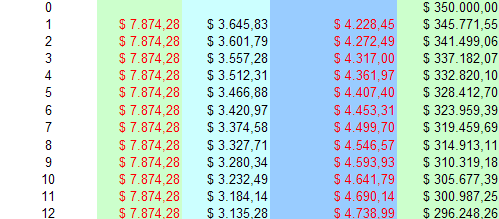 0 $ 350.000,00
1 $ 7.874,28 $ 3.645,83 $ 4.228,45 $ 345.771,55
2 $ 7.874,28 $ 3.601,79 $ 4.272,49 $ 341.499,06
3 $ 7.874,28 $ 3.557,28 $ 4.317,00 $ 337.182,07
4 $ 7.874,28 $ 3.512,31 $ 4.361,97 $ 332.820,10
5 $ 7.874,28 $ 3.466,88 $ 4.407,40 $ 328.412,70
6 $ 7.874,28 $ 3.420,97 $ 4.453,31 $ 323.959,39
7 $ 7.874,28 $ 3.374,58 $ 4.499,70 $ 319.459,69
8 $ 7.874,28 $ 3.327,71 $ 4.546,57 $ 314.913,11
9 $ 7.874,28 $ 3.280,34 $ 4.593,93 $ 310.319,18
10 $ 7.874,28 $ 3.232,49 $ 4.641,79 $ 305.677,39
11 $ 7.874,28 $ 3.184,14 $ 4.690,14 $ 300.987,25
12 $ 7.874,28 $ 3.135,28 $ 4.738,99 $ 296.248,26